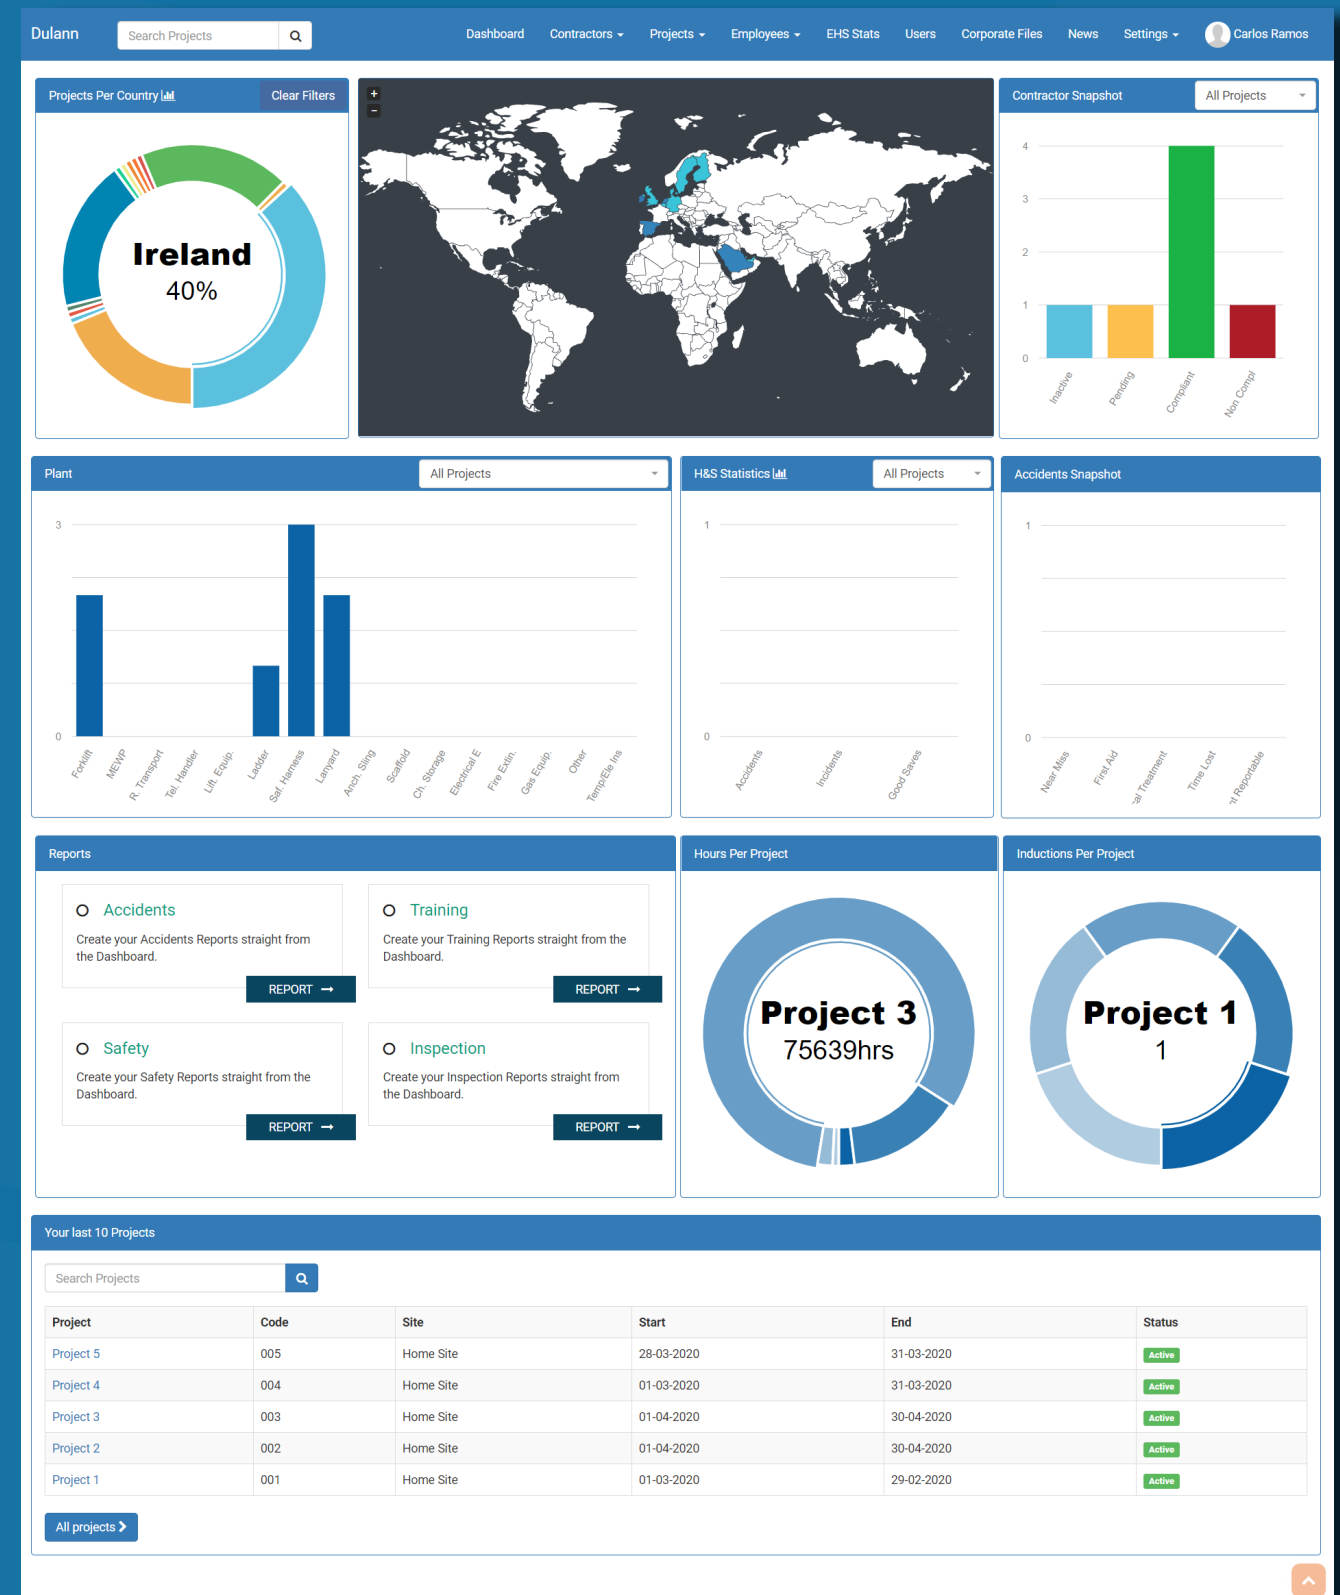 Dulann
Search Projects
Dashboard Contractors Projects Employees EHS Stats Users Corporate Files News Settings Carlos Ramos
Projects Per Country
Clear Filters
Ireland
40%
+
-
Contractor Snapshot
All Projects
4
3
2
1
0
Inactive
Pending
Compliant
Non Compl
Plant
All Projects
3
0
Forklift
MEWP
R. Transport
Tel. Handler
Lift. Equip.
Ladder
Saf. Harness
Lanyard
Anch. Sling
Scaffold
Ch. Storage
Electrical E
Fire Extin.
Gas Equip.
Other
Temp/Ele Ins
H&S Statistics
All Projects
1
0
Accidents
Incidents
Good Saves
Accidents Snapshot
1
0
Near Miss
First Aid
al Treatment
Time Lost
nt Reportable
Reports
Accidents
Create your Accidents Reports straight from
the Dashboard.
REPORT →
Training
Create your Training Reports straight from the
Dashboard.
REPORT →
Safety
Create your Safety Reports straight from the
Dashboard.
REPORT →
Inspection
Create your Inspection Reports straight from
the Dashboard.
REPORT →
Hours Per Project
Project 3
75639hrs
Inductions Per Project
Project 1
1
Your last 10 Projects
Search Projects
Project Code Site Start End Status
Project 5 005 Home Site 28-03-2020 31-03-2020 Active
Project 4 004 Home Site 01-03-2020 31-03-2020 Active
Project 3 003 Home Site 01-04-2020 30-04-2020 Active
Project 2 002 Home Site 01-04-2020 30-04-2020 Active
Project 1 001 Home Site 01-03-2020 29-02-2020 Active
All projects